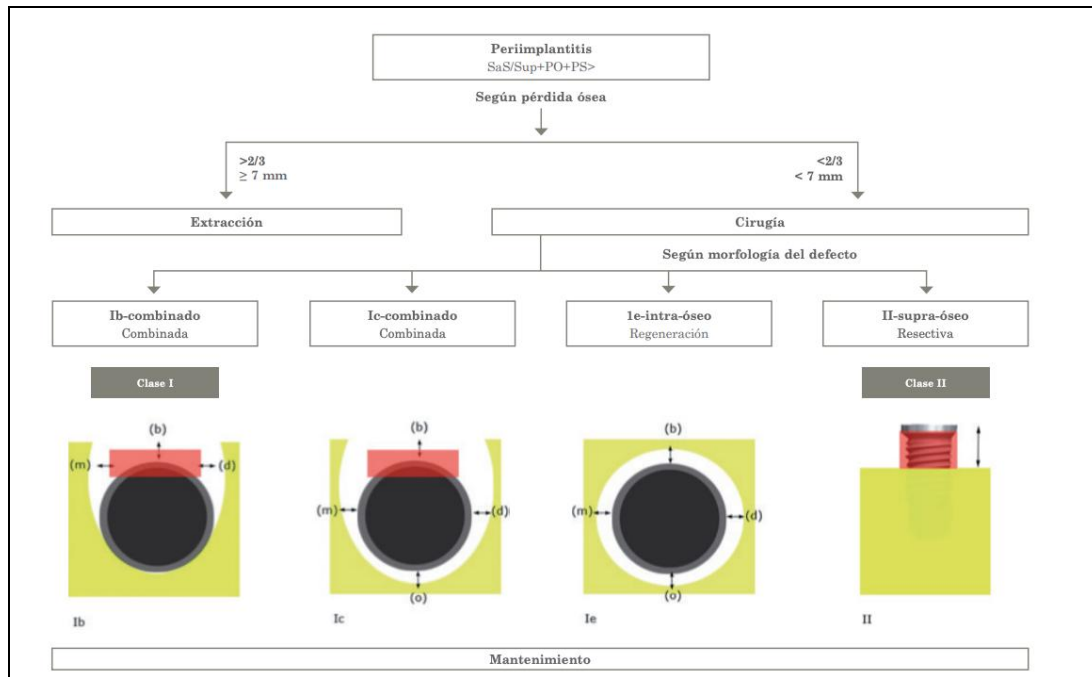 Periimplantitis
SaS/Sup+PO+PS>
Según pérdida ósea
>2/3
≥ 7 mm
<2/3
< 7 mm
Extracción
Cirugía
Según morfología del defecto
Ib-combinado
Combinada
Ic-combinado
Combinada
1e-intra-óseo
Regeneración
II-supra-óseo
Resectiva
Clase I
Clase II
(b)
(m)
(d)
Ib
(b)
(m)
(d)
(o)
Ic
(b)
(m)
(d)
(o)
Ie
II
Mantenimiento